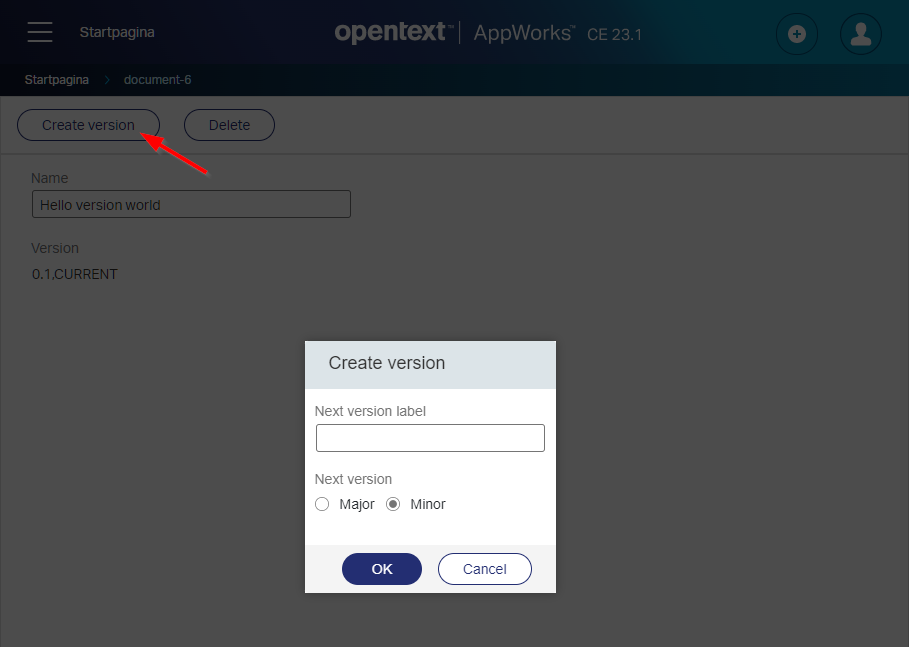 Startpagina
opentext™ | AppWorks™ CE 23.1
Startpagina > document-6
Create version
Delete
Name
Hello version world
Version
0.1,CURRENT
Create version
Next version label
Next version
Major
Minor
OK
Cancel